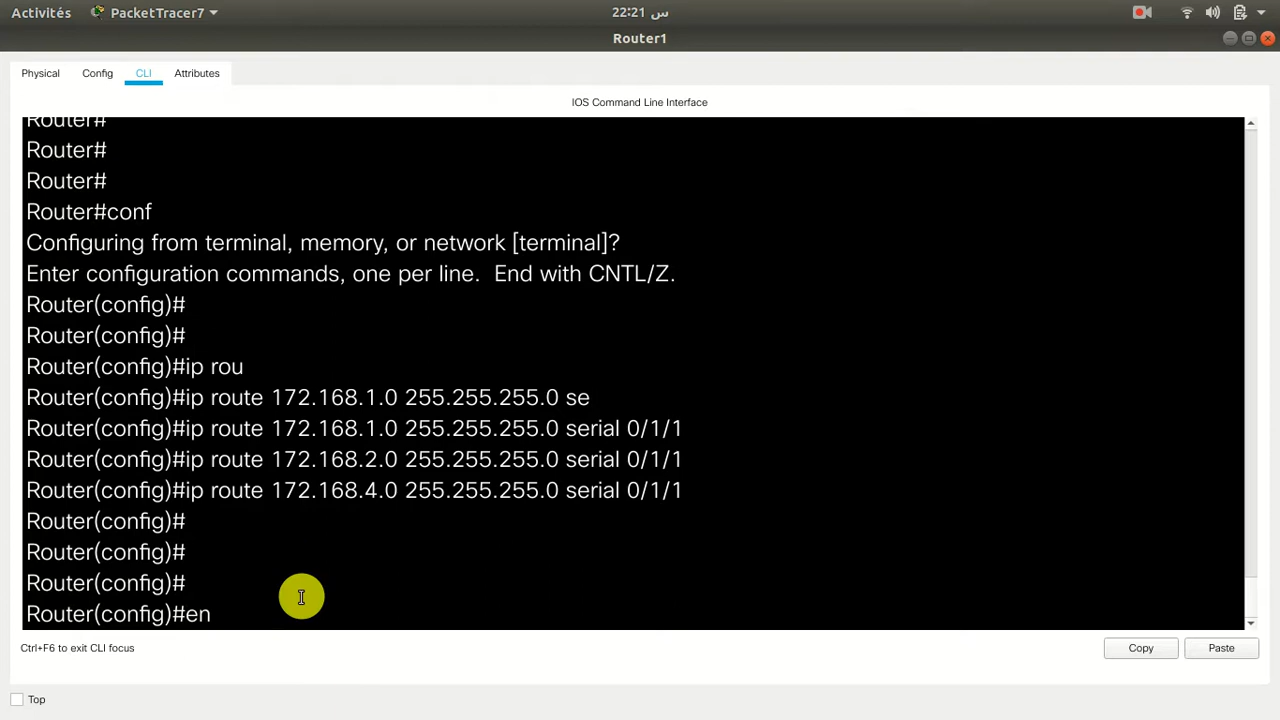 Activités
PacketTracer7
22:21 س
Router1
Physical
Config
CLI
Attributes
IOS Command Line Interface
Router#
Router#
Router#
Router#conf
Configuring from terminal, memory, or network [terminal]?
Enter configuration commands, one per line.  End with CNTL/Z.
Router(config)#
Router(config)#
Router(config)#ip rou
Router(config)#ip route 172.168.1.0 255.255.255.0 se
Router(config)#ip route 172.168.1.0 255.255.255.0 serial 0/1/1
Router(config)#ip route 172.168.2.0 255.255.255.0 serial 0/1/1
Router(config)#ip route 172.168.4.0 255.255.255.0 serial 0/1/1
Router(config)#
Router(config)#
Router(config)#
Router(config)#en
Ctrl+F6 to exit CLI focus
Copy
Paste
Top